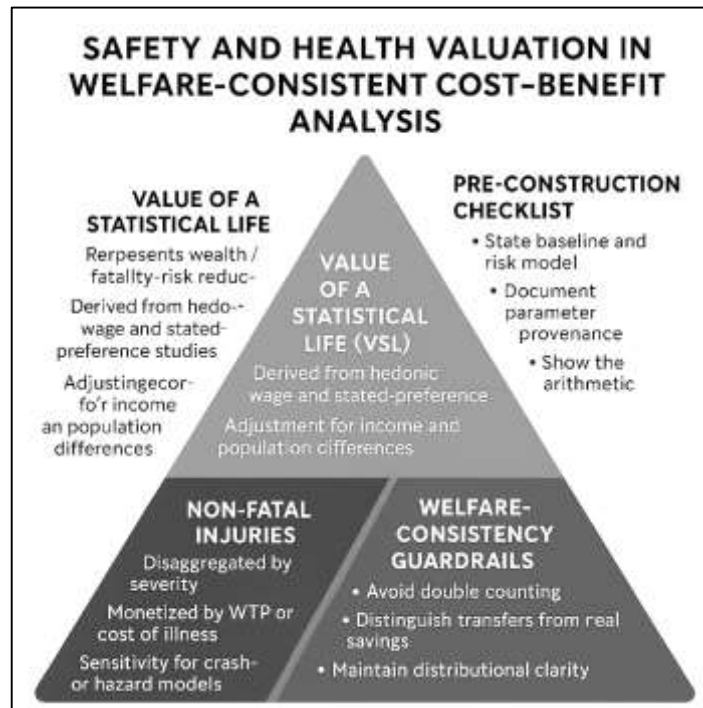 SAFETY AND HEALTH VALUATION IN
WELFARE-CONSISTENT COST–BENEFIT
ANALYSIS
VALUE OF A
STATISTICAL LIFE
Rerpesents wealth /
fatallty-risk reduc-
Derived from hedo--
wage and stated-
preference studies
Adjustingecor-
fo'r income
an population
differences
PRE-CONSTRUCTION
CHECKLIST
• State baseline and
risk model
• Document
parameter
provenance
• Show the
arithmetic
VALUE
OF A
STATISTICAL
LIFE (VSL)
Derived from hedonic
wage and stated-preference
Adjustment for income and
population differences
NON-FATAL
INJURIES
Disaggregated by
severity
Monetized by WTP or
cost of illness
Sensitivity for crash-
or hazard models
WELFARE-
CONSISTENCY
GUARDRAILS
• Avoid double counting
• Distinguish transfers from real
savings
• Maintain distributional clarity